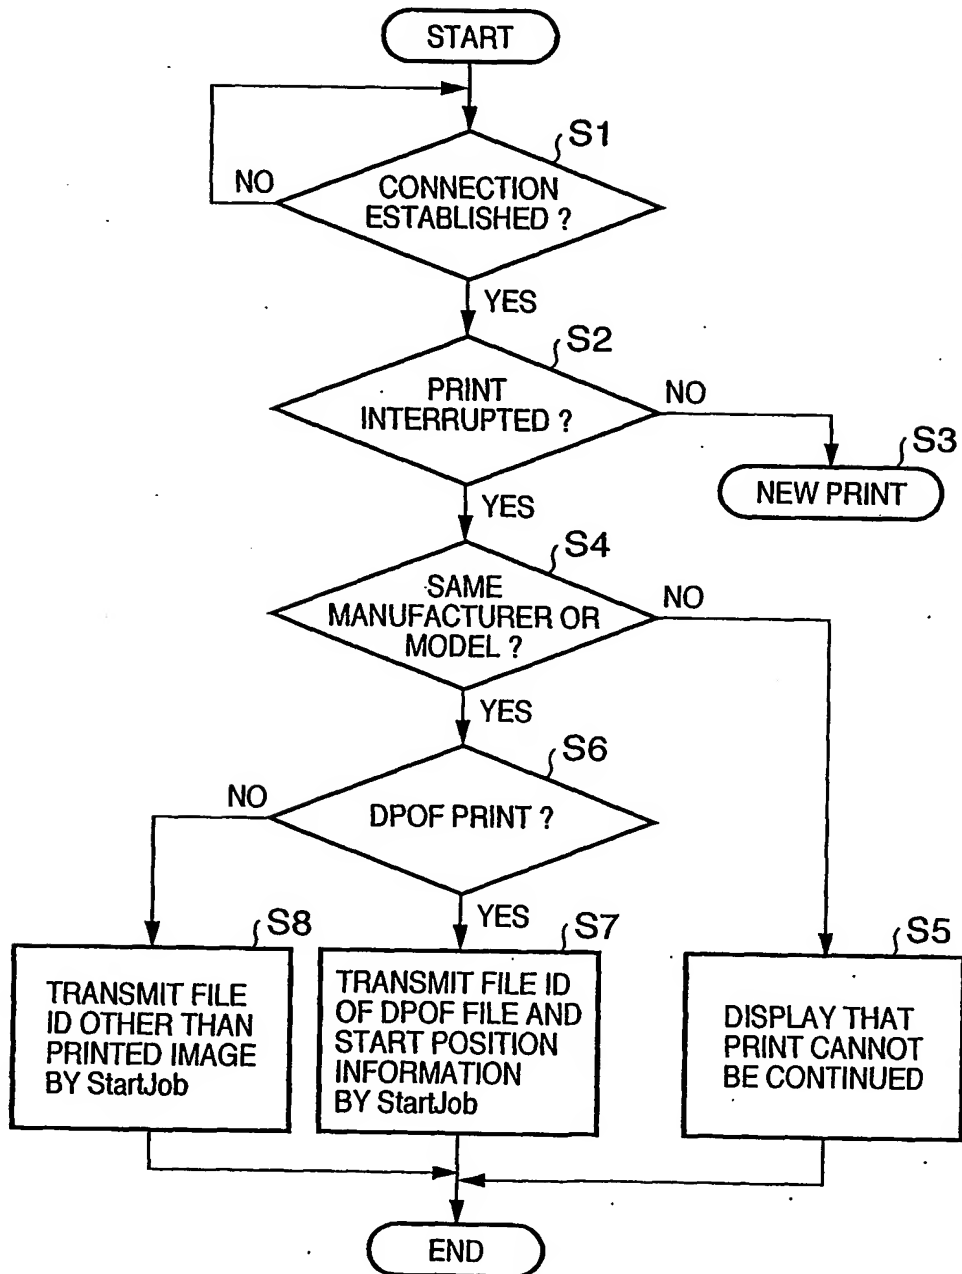 START
S1
NO
CONNECTION
ESTABLISHED ?
YES
S2
PRINT
INTERRUPTED ?
NO
S3
NEW PRINT
YES
S4
SAME
MANUFACTURER OR
MODEL ?
NO
YES
S6
NO
DPOF PRINT ?
YES
S8
TRANSMIT FILE
ID OTHER THAN
PRINTED IMAGE
BY StartJob
S7
TRANSMIT FILE ID
OF DPOF FILE AND
START POSITION
INFORMATION
BY StartJob
S5
DISPLAY THAT
PRINT CANNOT
BE CONTINUED
END